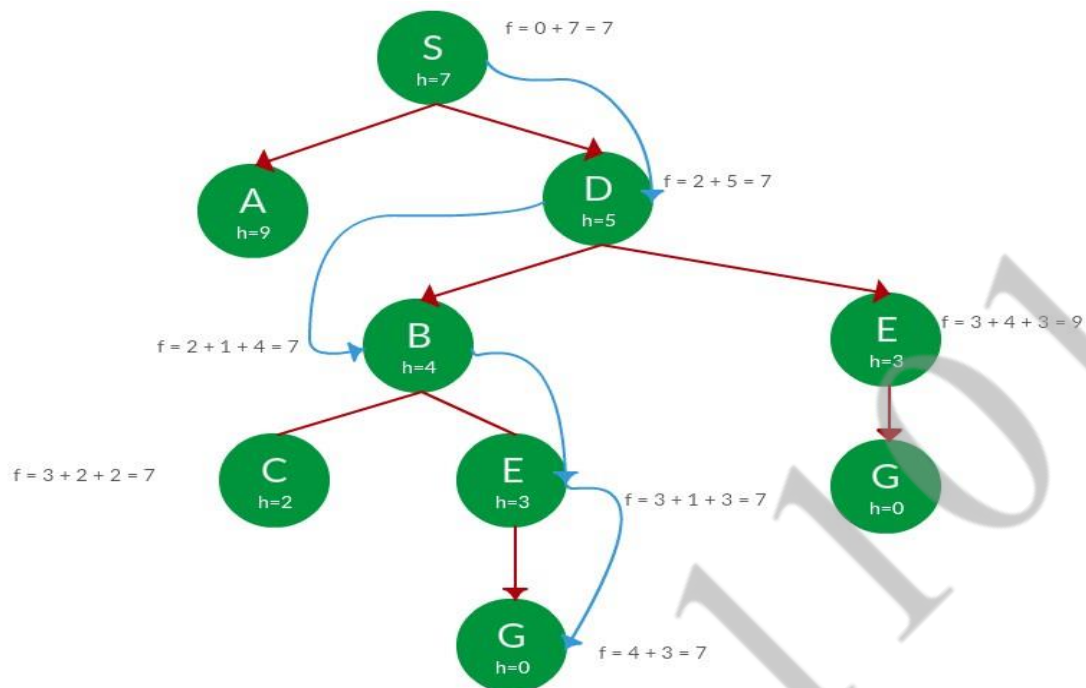 f = 0 + 7 = 7
S
h=7
A
h=9
D
h=5
f = 2 + 5 = 7
f = 2 + 1 + 4 = 7
B
h=4
E
h=3
f = 3 + 4 + 3 = 9
f = 3 + 2 + 2 = 7
C
h=2
E
h=3
f = 3 + 1 + 3 = 7
G
h=0
G
h=0
f = 4 + 3 = 7
1101